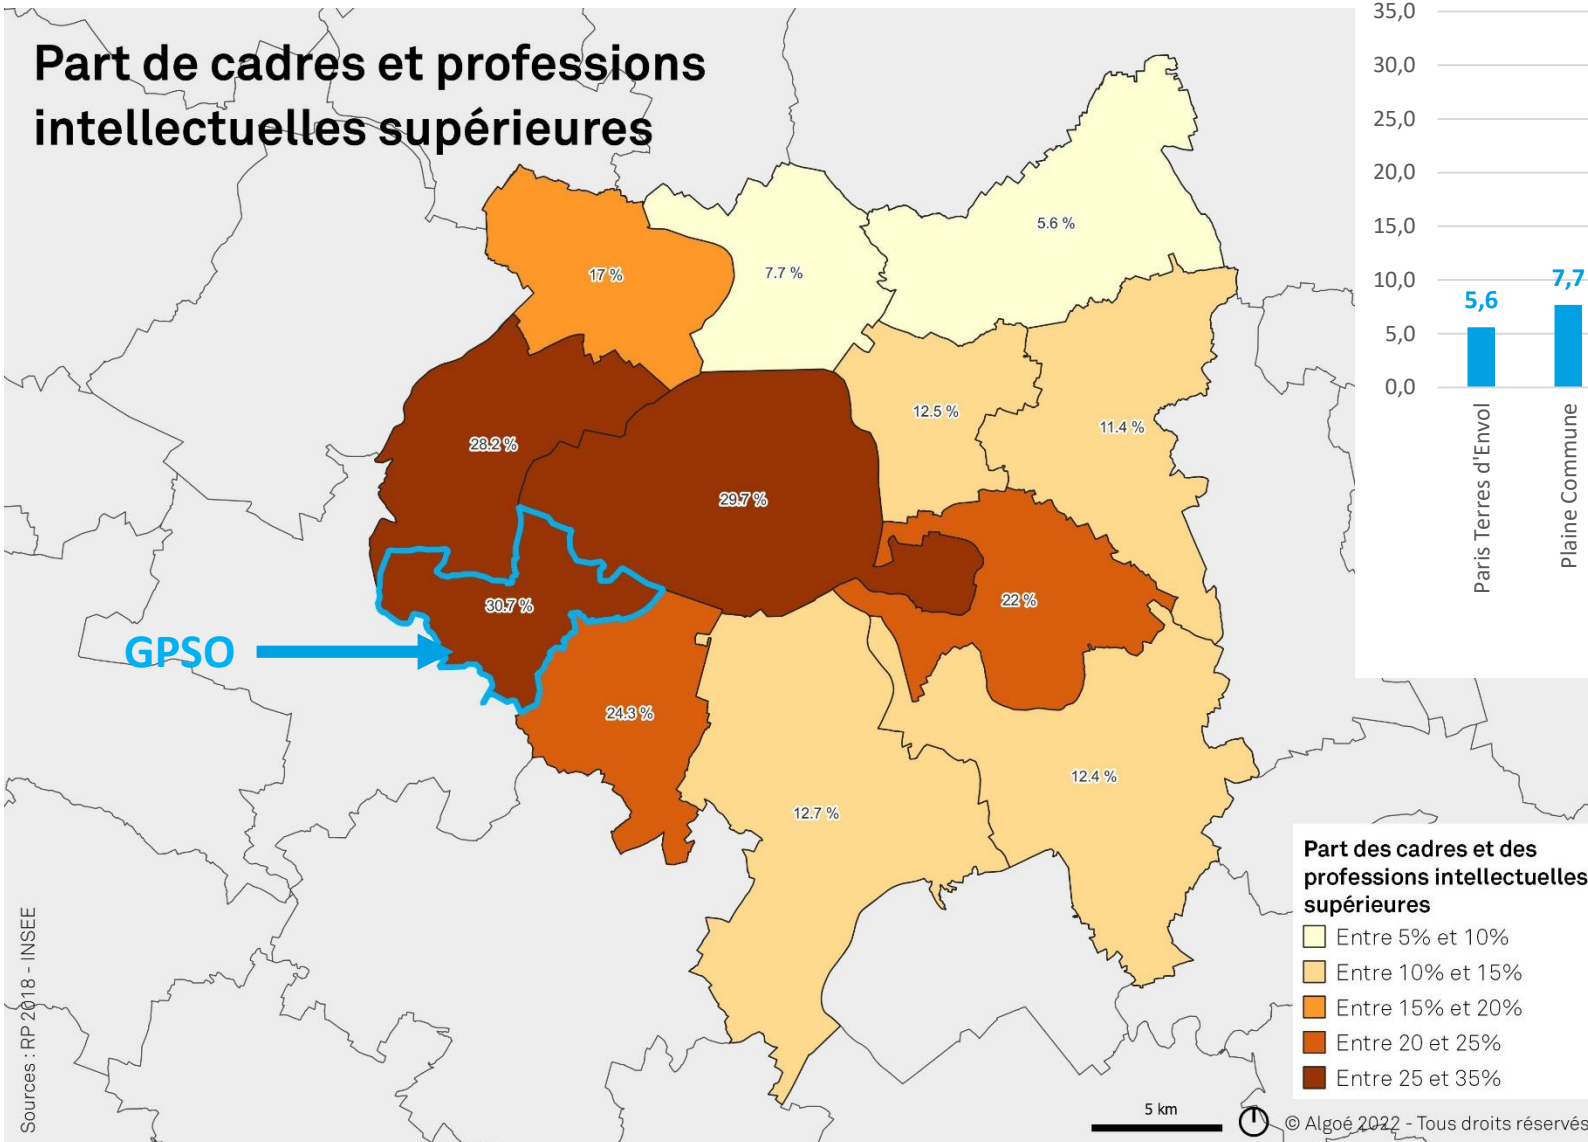 Part de cadres et professions
intellectuelles supérieures
17 %
7.7 %
5.6 %
28.2 %
12.5 %
11.4 %
29.7 %
30.7 %
22 %
GPSO
24.3 %
12.7 %
12.4 %
35,0
30,0
25,0
20,0
15,0
10,0
5,0
0,0
5,6
7,7
Paris Terres d'Envol
Plaine Commune
Part des cadres et des
professions intellectuelles
supérieures
Entre 5% et 10%
Entre 10% et 15%
Entre 15% et 20%
Entre 20 et 25%
Entre 25 et 35%
5 km
© Algoé 2022 - Tous droits réservés
Sources : RP 2018 - INSEE